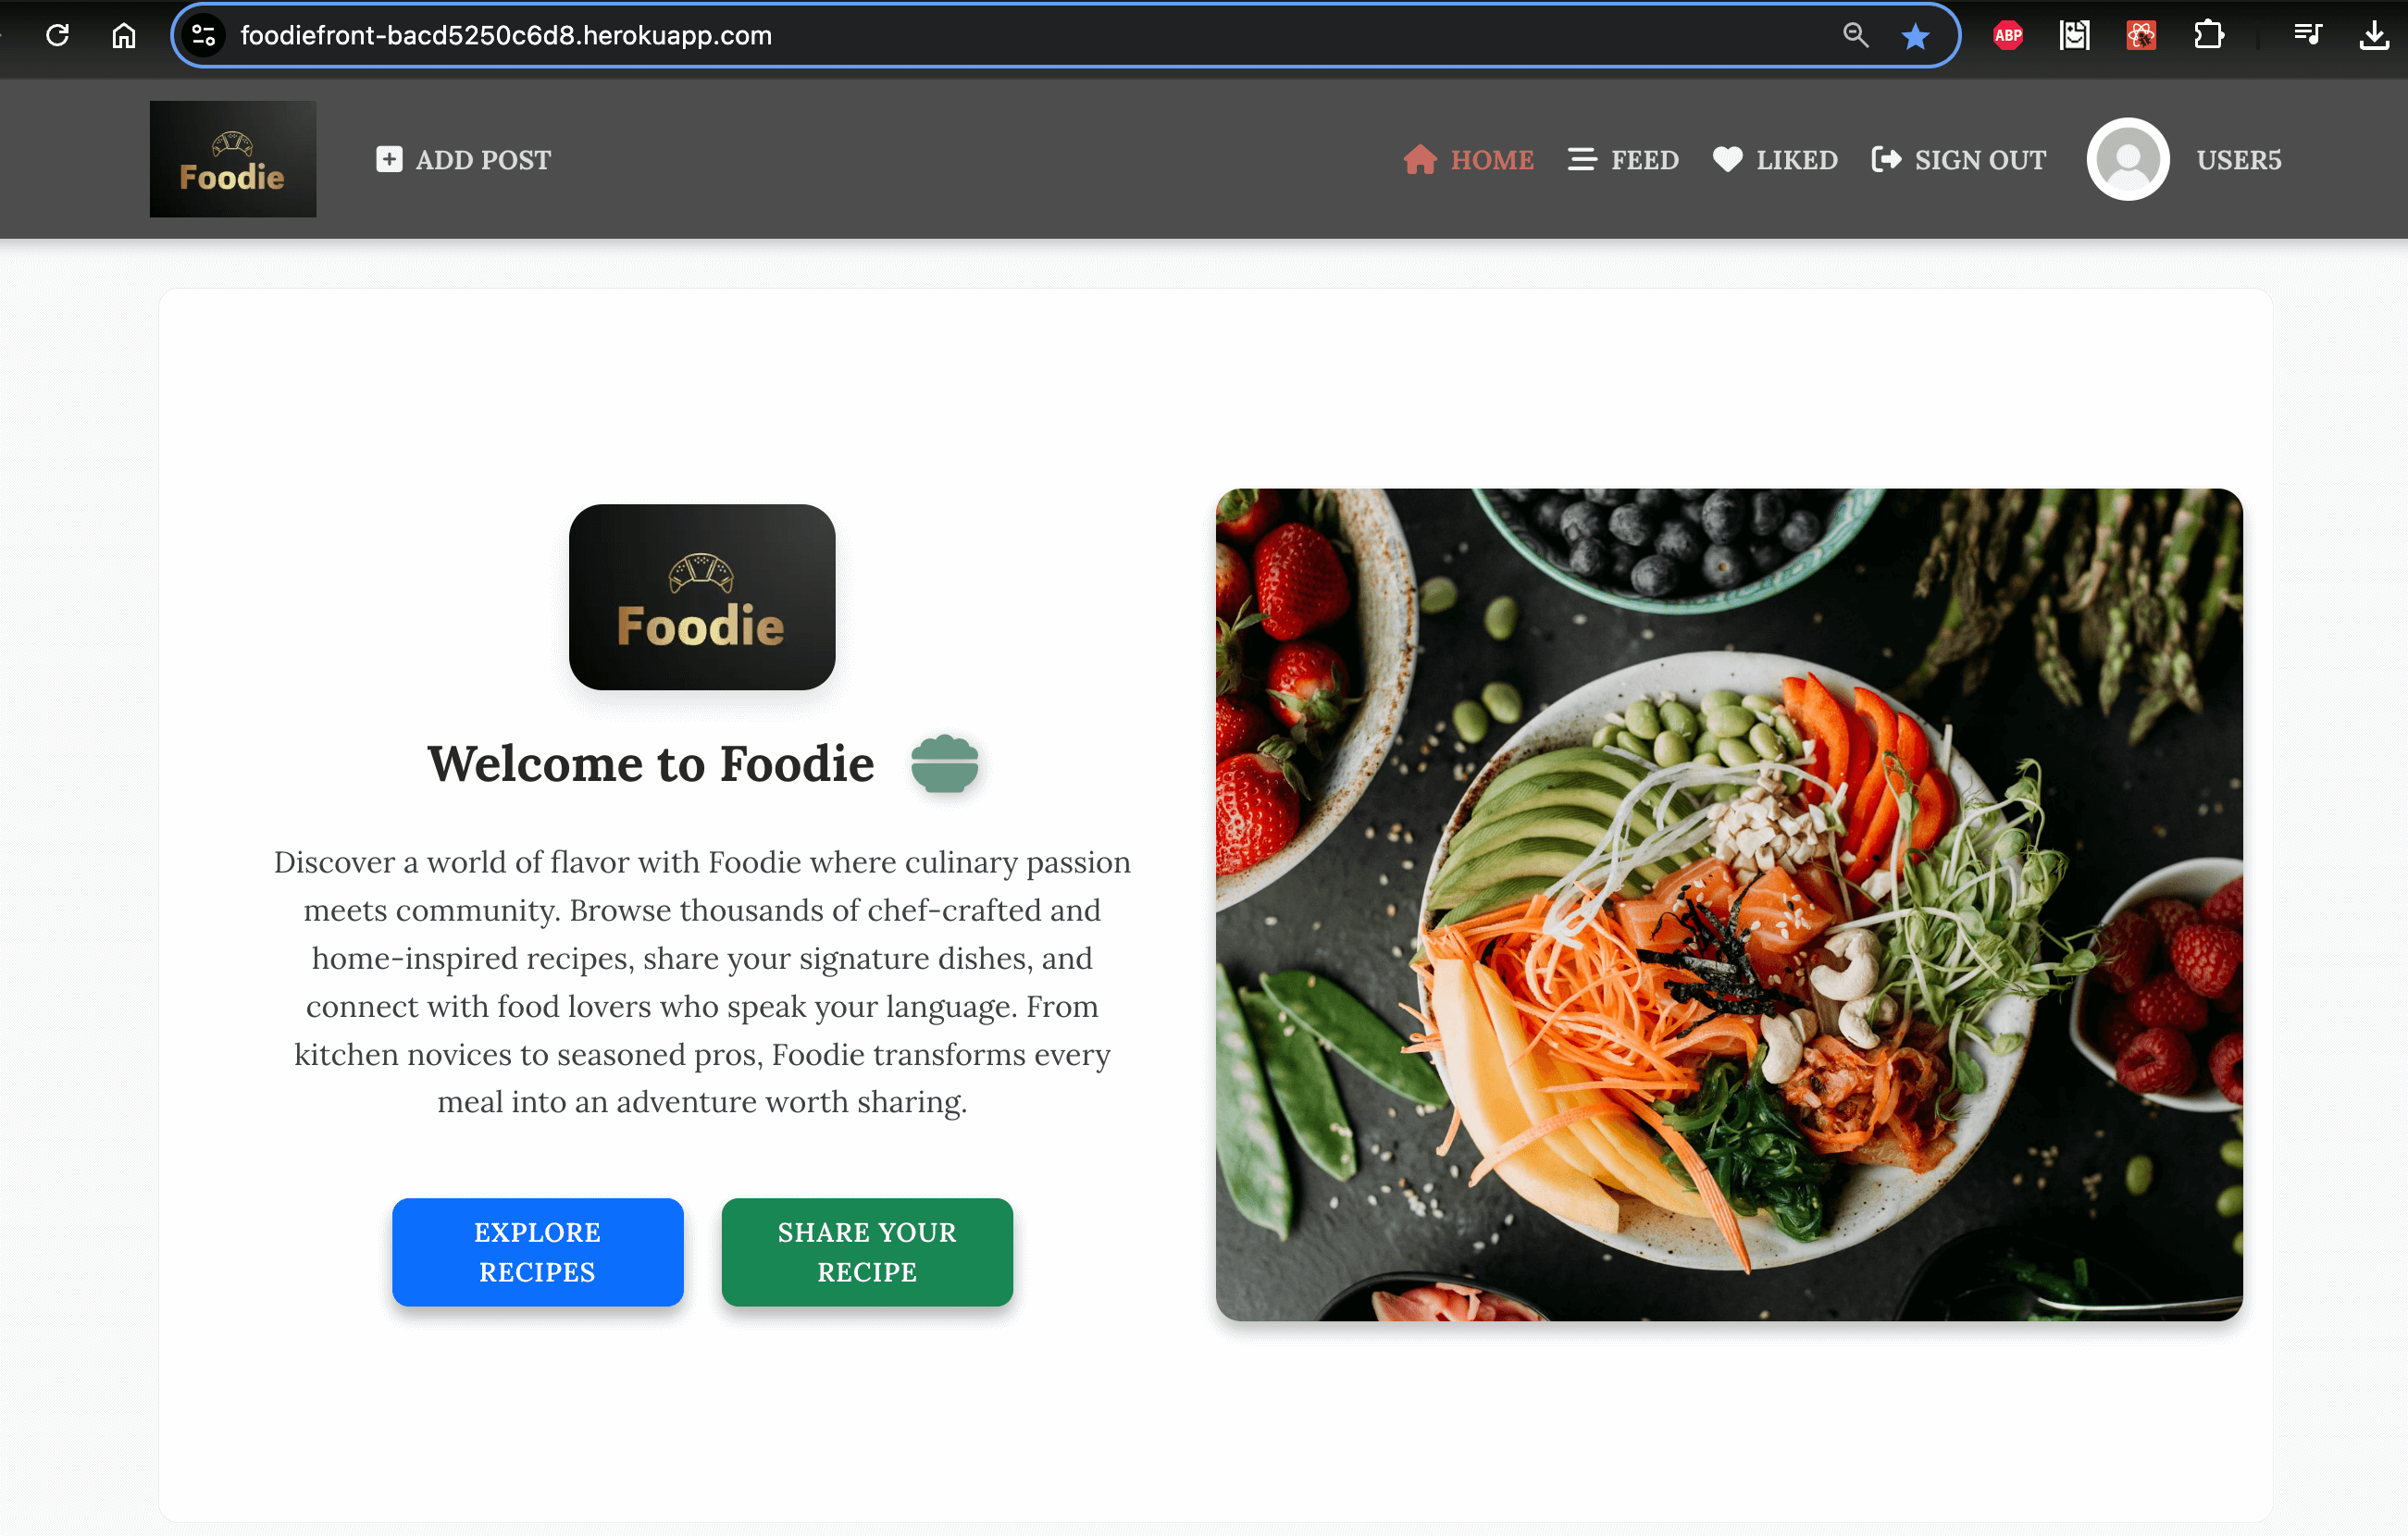 foodiefront-bacd5250c6d8.herokuapp.com
ABP
Foodie
ADD POST
HOME
FEED
LIKED
SIGN OUT
USER5
Foodie
Welcome to Foodie
Discover a world of flavor with Foodie where culinary passion
meets community. Browse thousands of chef-crafted and
home-inspired recipes, share your signature dishes, and
connect with food lovers who speak your language. From
kitchen novices to seasoned pros, Foodie transforms every
meal into an adventure worth sharing.
EXPLORE
RECIPES
SHARE YOUR
RECIPE